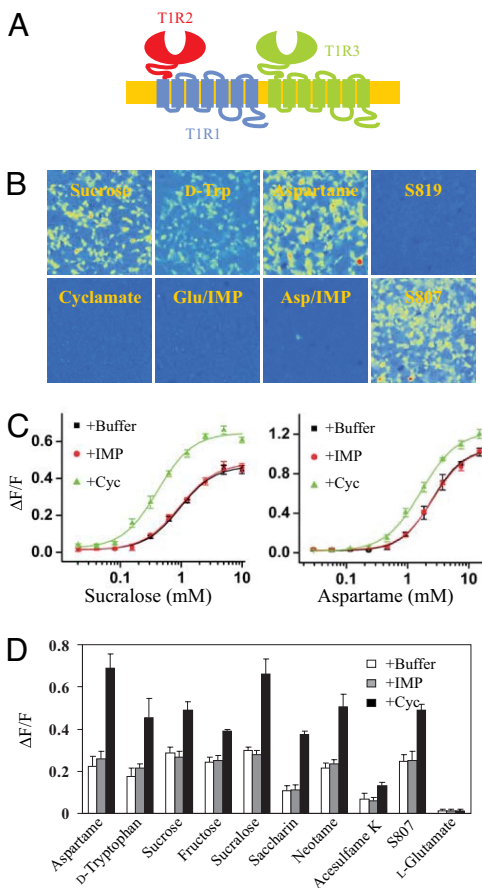 A
T1R2
T1R3
T1R1
B
Sucrose
D-Trp
Aspartame
S819
Cyclamate
Glu/IMP
Asp/IMP
S807
C
+Buffer
+IMP
+Cyc
0.6
0.4
0.2
0.0
ΔF/F
0.1
1
10
Sucralose (mM)
+Buffer
+IMP
+Cyc
1.2
0.8
0.4
0.0
0.1
1
10
Aspartame (mM)
D
+Buffer
+IMP
+Cyc
0.8
0.6
0.4
0.2
0
ΔF/F
Aspartame
D-Tryptophan
Sucrose
Fructose
Sucralose
Saccharin
Neotame
Acesulfame K
S807
L-Glutamate